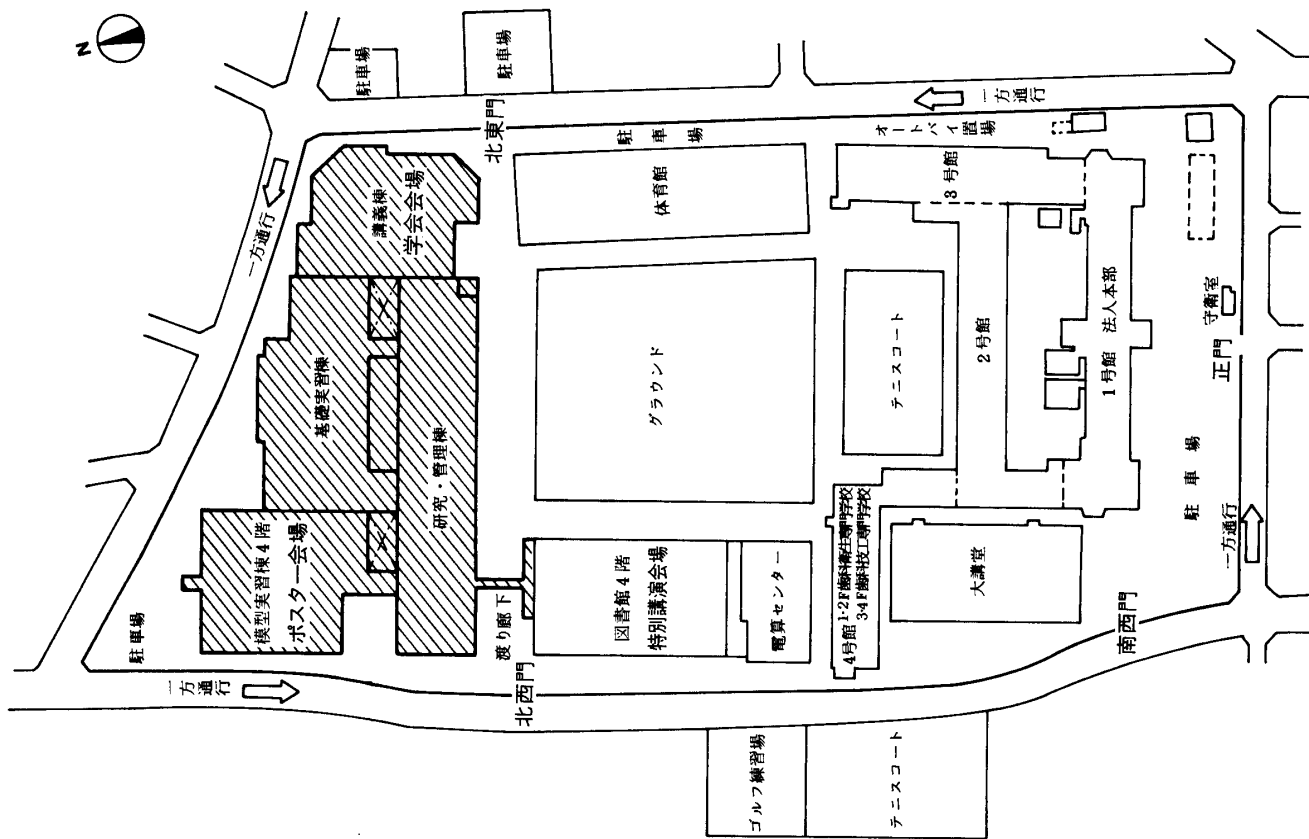 N
駐車場
駐車場
北東門
一方通行
講義棟
学会会場
基礎実習棟
研究・管理棟
模型実習棟4階
ポスター会場
駐車場
一方通行
渡り廊下
北西門
図書館4階
特別講演会場
電算センター
グラウンド
体育館
駐車場
オートバイ置場
一方通行
テニスコート
3号館
2号館
1号館 法人本部
4号館
1・2F歯科衛生専門学校
3・4F歯科技工専門学校
大講堂
守衛室
正門
駐車場
一方通行
南西門
ゴルフ練習場
テニスコート